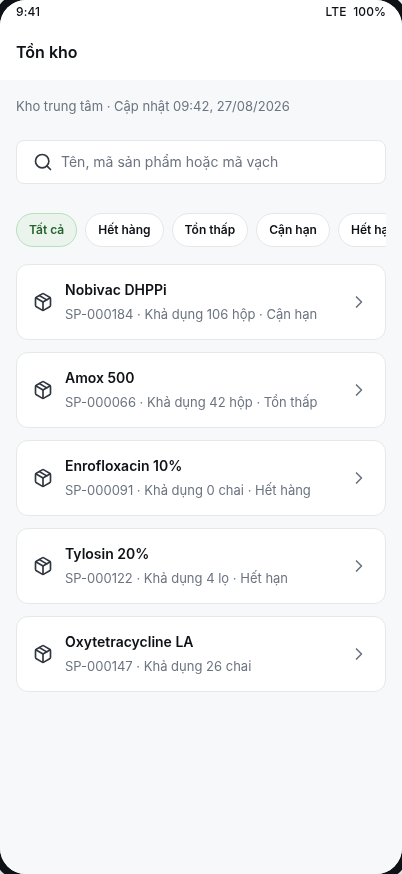 9:41 LTE 100%
Tồn kho
Kho trung tâm · Cập nhật 09:42, 27/08/2026
Tên, mã sản phẩm hoặc mã vạch
Tất cả Hết hàng Tồn thấp Cận hạn Hết
Nobivac DHPPi
SP-000184 · Khả dụng 106 hộp · Cận hạn
Amox 500
SP-000066 · Khả dụng 42 hộp · Tồn thấp
Enrofloxacin 10%
SP-000091 · Khả dụng 0 chai · Hết hàng
Tylosin 20%
SP-000122 · Khả dụng 4 lọ · Hết hạn
Oxytetracycline LA
SP-000147 · Khả dụng 26 chai